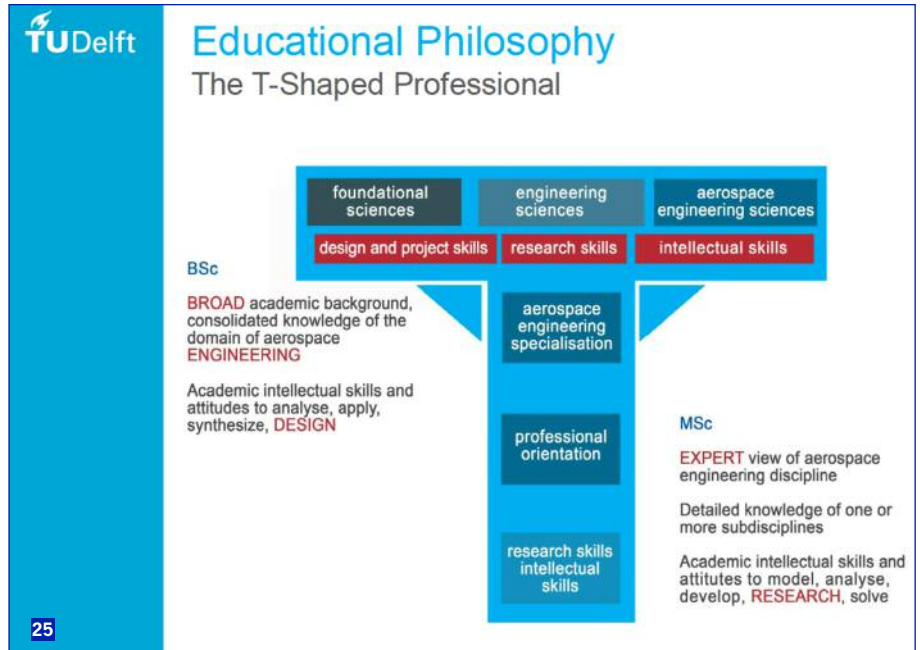 TUDelft
Educational Philosophy
The T-Shaped Professional
foundational
sciences
engineering
sciences
aerospace
engineering sciences
design and project skills
research skills
intellectual skills
BSc
BROAD academic background,
consolidated knowledge of the
domain of aerospace
ENGINEERING
Academic intellectual skills and
attitudes to analyse, apply,
synthesize, DESIGN
aerospace
engineering
specialisation
professional
orientation
research skills
intellectual
skills
MSc
EXPERT view of aerospace
engineering discipline
Detailed knowledge of one or
more subdisciplines
Academic intellectual skills and
attitutes to model, analyse,
develop, RESEARCH, solve
25